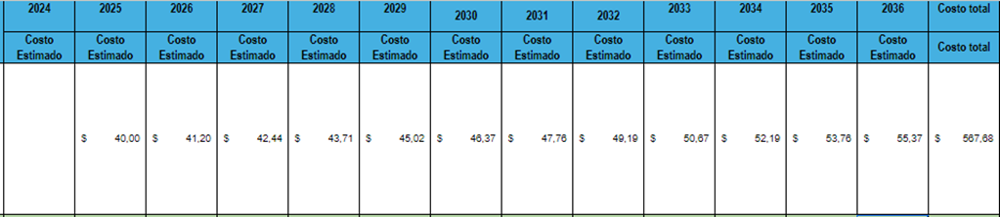 2024 2025 2026 2027 2028 2029 2030 2031 2032 2033 2034 2035 2036 Costo total
Costo Estimado Costo Estimado Costo Estimado Costo Estimado Costo Estimado Costo Estimado Costo Estimado Costo Estimado Costo Estimado Costo Estimado Costo Estimado Costo Estimado Costo Estimado Costo total
$ 40,00 $ 41,20 $ 42,44 $ 43,71 $ 45,02 $ 46,37 $ 47,76 $ 49,19 $ 50,67 $ 52,19 $ 53,76 $ 55,37 $ 567,68